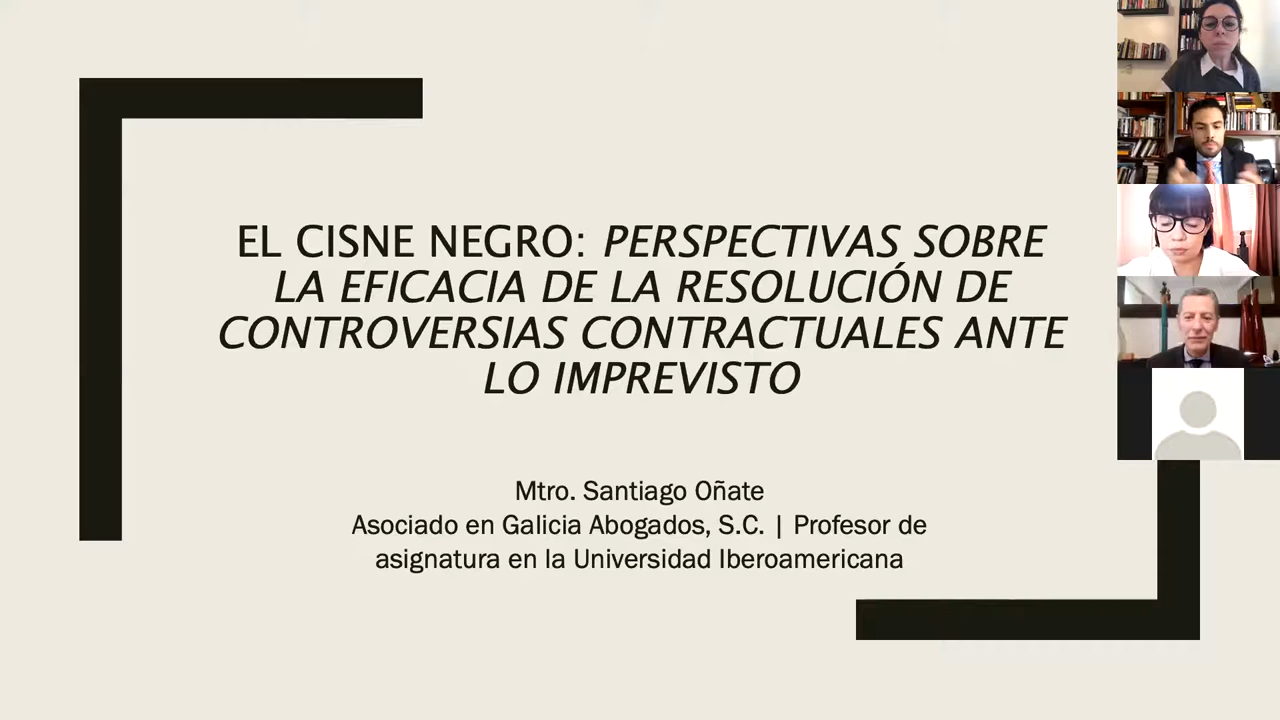 EL CISNE NEGRO: PERSPECTIVAS SOBRE
LA EFICACIA DE LA RESOLUCIÓN DE
CONTROVERSIAS CONTRACTUALES ANTE
LO IMPREVISTO
Mtro. Santiago Oñate
Asociado en Galicia Abogados, S.C. | Profesor de
asignatura en la Universidad Iberoamericana